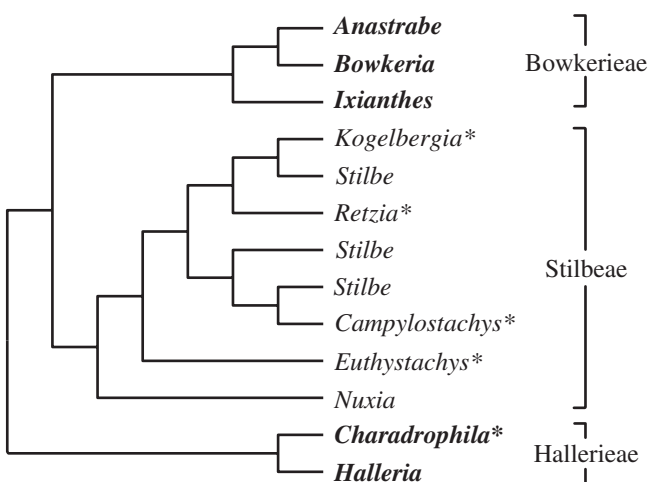 Anastrabe
Bowkeria
Ixianthes
Bowkerieae
Kogelbergia*
Stilbe
Retzia*
Stilbe
Stilbe
Campylostachys*
Euthystachys*
Nuxia
Stilbeae
Charadrophila*
Halleria
Hallerieae